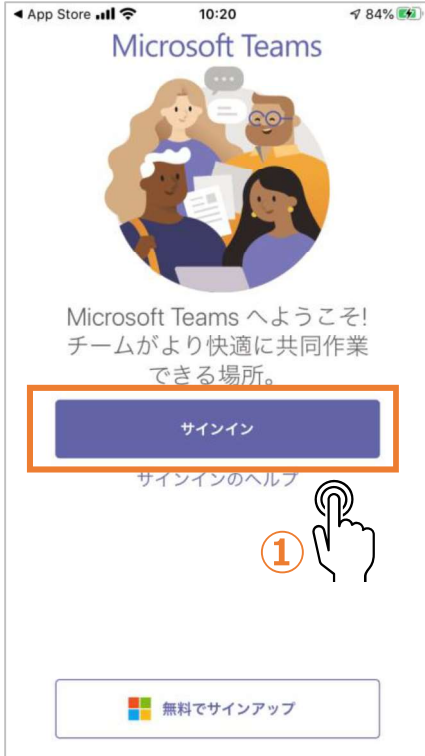 ◀ App Store 10:20 84%
Microsoft Teams
Microsoft Teams へようこそ!
チームがより快適に共同作業
できる場所。
サインイン
サインインのヘルプ
①
無料でサインアップ